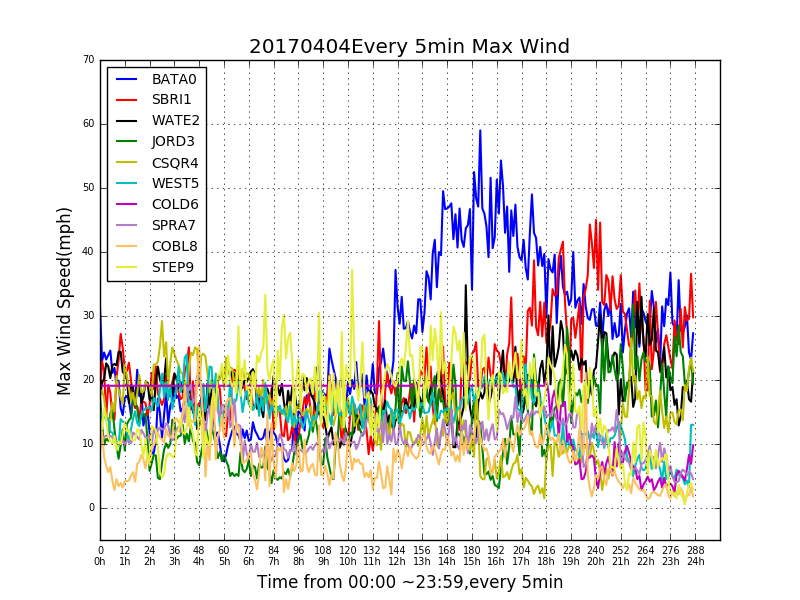 20170404Every 5min Max Wind
70
60
50
40
30
20
10
0
Max Wind Speed(mph)
BATA0
SBRI1
WATE2
JORD3
CSQR4
WEST5
COLD6
SPRA7
COBL8
STEP9
0 12 24 36 48 60 72 84 96 108 120 132 144 156 168 180 192 204 216 228 240 252 264 276 288
0h 1h 2h 3h 4h 5h 6h 7h 8h 9h 10h 11h 12h 13h 14h 15h 16h 17h 18h 19h 20h 21h 22h 23h 24h
Time from 00:00 ~23:59,every 5min